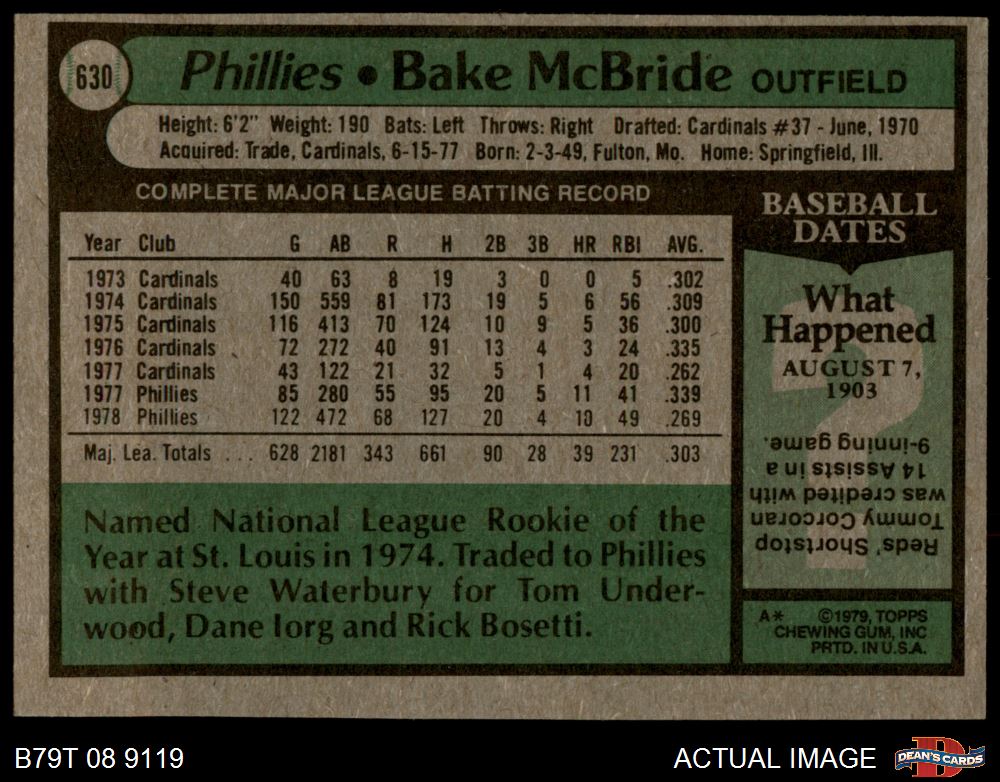 630
Phillies • Bake McBride OUTFIELD
Height: 6'2" Weight: 190 Bats: Left Throws: Right Drafted: Cardinals #37 - June, 1970
Acquired: Trade, Cardinals, 6-15-77 Born: 2-3-49, Fulton, Mo. Home: Springfield, Ill.
COMPLETE MAJOR LEAGUE BATTING RECORD
Year Club G AB R H 2B 3B HR RBI AVG.
1973 Cardinals 40 63 8 19 3 0 0 5 .302
1974 Cardinals 150 559 81 173 19 5 6 56 .309
1975 Cardinals 116 413 70 124 10 9 5 36 .300
1976 Cardinals 72 272 40 91 13 4 3 24 .335
1977 Cardinals 43 122 21 32 5 1 4 20 .262
1977 Phillies 85 280 55 95 20 5 11 41 .339
1978 Phillies 122 472 68 127 20 4 10 49 .269
Maj. Lea. Totals . . . 628 2181 343 661 90 28 39 231 .303
Named National League Rookie of the
Year at St. Louis in 1974. Traded to Phillies
with Steve Waterbury for Tom Under-
wood, Dane Iorg and Rick Bosetti.
BASEBALL
DATES
What
Happened
AUGUST 7,
1903
Reds' Shortstop
Tommy Corcoran
was credited with
14 Assists in a
9-inning game.
A* ©1979, TOPPS
CHEWING GUM, INC
PRTD. IN U.S.A.
B79T 08 9119
ACTUAL IMAGE
D
DEAN'S CARDS